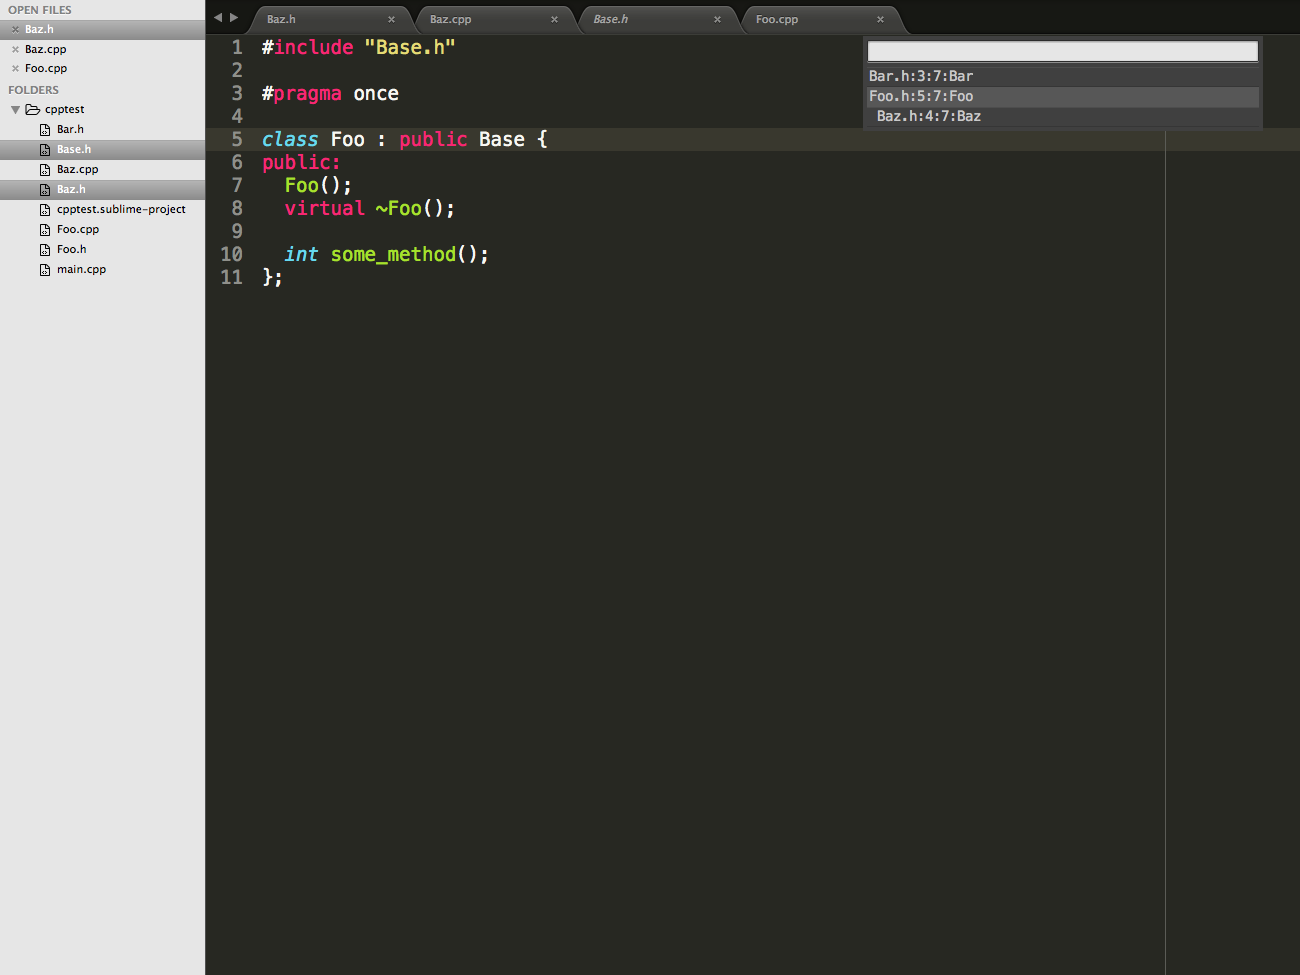 OPEN FILES
Baz.h
Baz.cpp
Foo.cpp
FOLDERS
cpptest
Bar.h
Base.h
Baz.cpp
Baz.h
cpptest.sublime-project
Foo.cpp
Foo.h
main.cpp
Baz.h
Baz.cpp
Base.h
Foo.cpp
1 #include "Base.h"
2
3 #pragma once
4
5 class Foo : public Base {
6 public:
7 Foo();
8 virtual ~Foo();
9
10 int some_method();
11 };
Bar.h:3:7:Bar
Foo.h:5:7:Foo
Baz.h:4:7:Baz